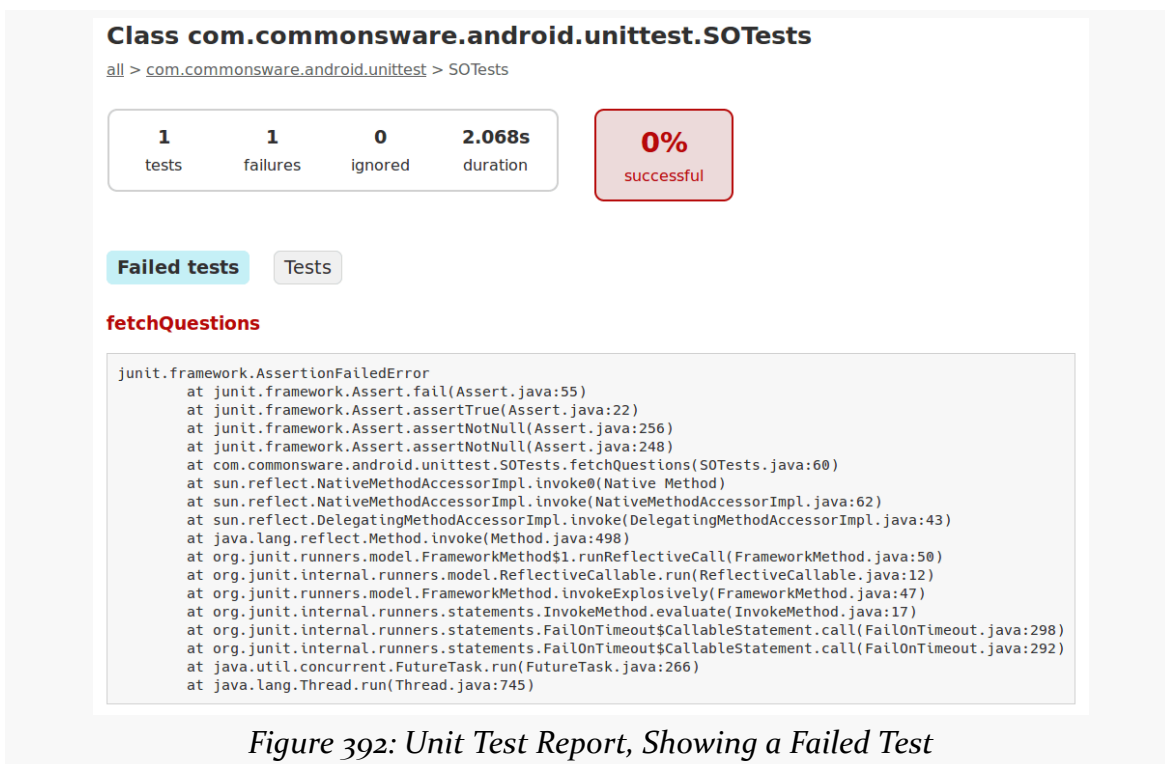 Class com.commonsware.android.unittest.SOTests
all > com.commonsware.android.unittest > SOTests
1 1 0 2.068s 0%
tests failures ignored duration successful
Failed tests Tests
fetchQuestions
junit.framework.AssertionFailedError
at junit.framework.Assert.fail(Assert.java:55)
at junit.framework.Assert.assertTrue(Assert.java:22)
at junit.framework.Assert.assertNotNull(Assert.java:256)
at junit.framework.Assert.assertNotNull(Assert.java:248)
at com.commonsware.android.unittest.SOTests.fetchQuestions(SOTests.java:60)
at sun.reflect.NativeMethodAccessorImpl.invoke0(Native Method)
at sun.reflect.NativeMethodAccessorImpl.invoke(NativeMethodAccessorImpl.java:62)
at sun.reflect.DelegatingMethodAccessorImpl.invoke(DelegatingMethodAccessorImpl.java:43)
at java.lang.reflect.Method.invoke(Method.java:498)
at org.junit.runners.model.FrameworkMethod$1.runReflectiveCall(FrameworkMethod.java:50)
at org.junit.internal.runners.model.ReflectiveCallable.run(ReflectiveCallable.java:12)
at org.junit.runners.model.FrameworkMethod.invokeExplosively(FrameworkMethod.java:47)
at org.junit.internal.runners.statements.InvokeMethod.evaluate(InvokeMethod.java:17)
at org.junit.internal.runners.statements.FailOnTimeout$CallableStatement.call(FailOnTimeout.java:298)
at org.junit.internal.runners.statements.FailOnTimeout$CallableStatement.call(FailOnTimeout.java:292)
at java.util.concurrent.FutureTask.run(FutureTask.java:266)
at java.lang.Thread.run(Thread.java:745)
Figure 392: Unit Test Report, Showing a Failed Test